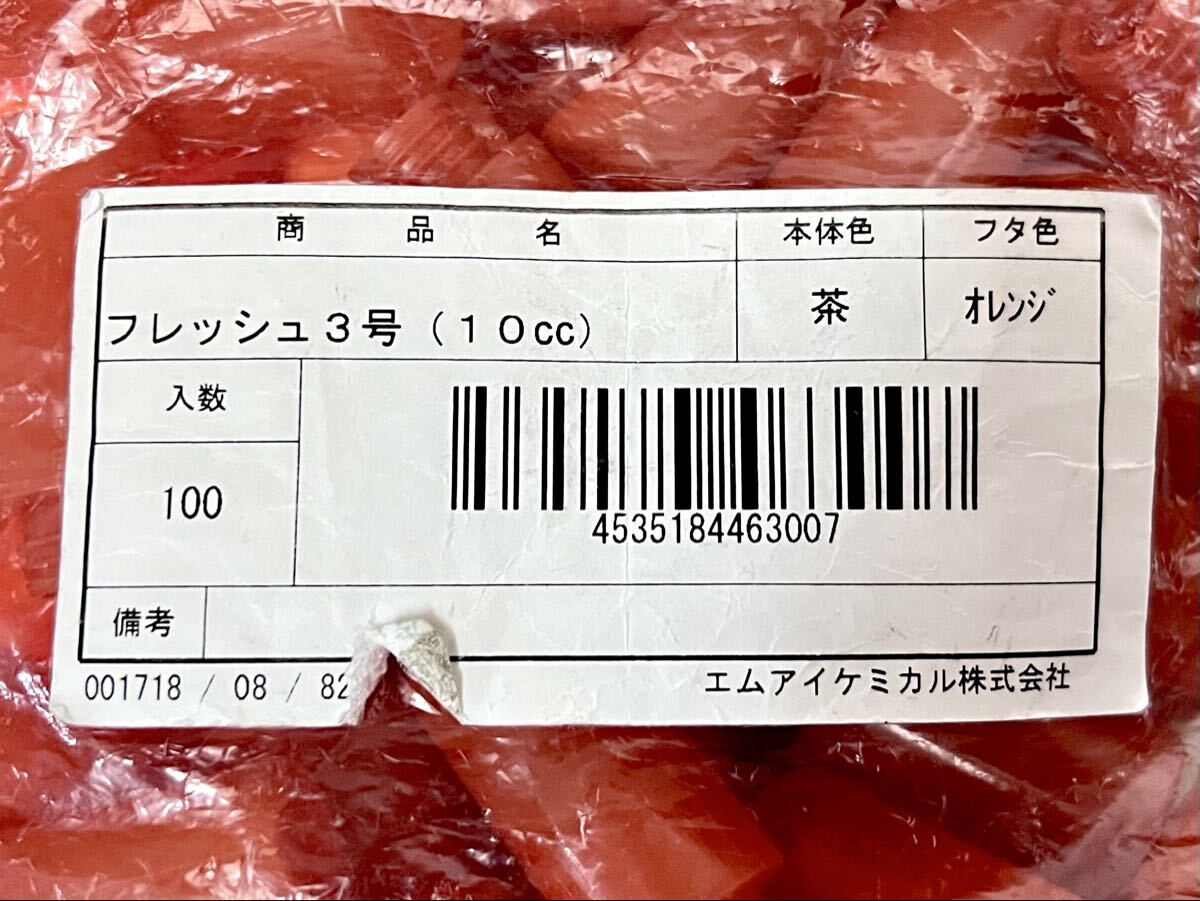 商品名 本体色 フタ色
フレッシュ3号(10cc) 茶 オレンジ
入数
100
4535184463007
備考
001718 / 08 / 82
エムアイケミカル株式会社